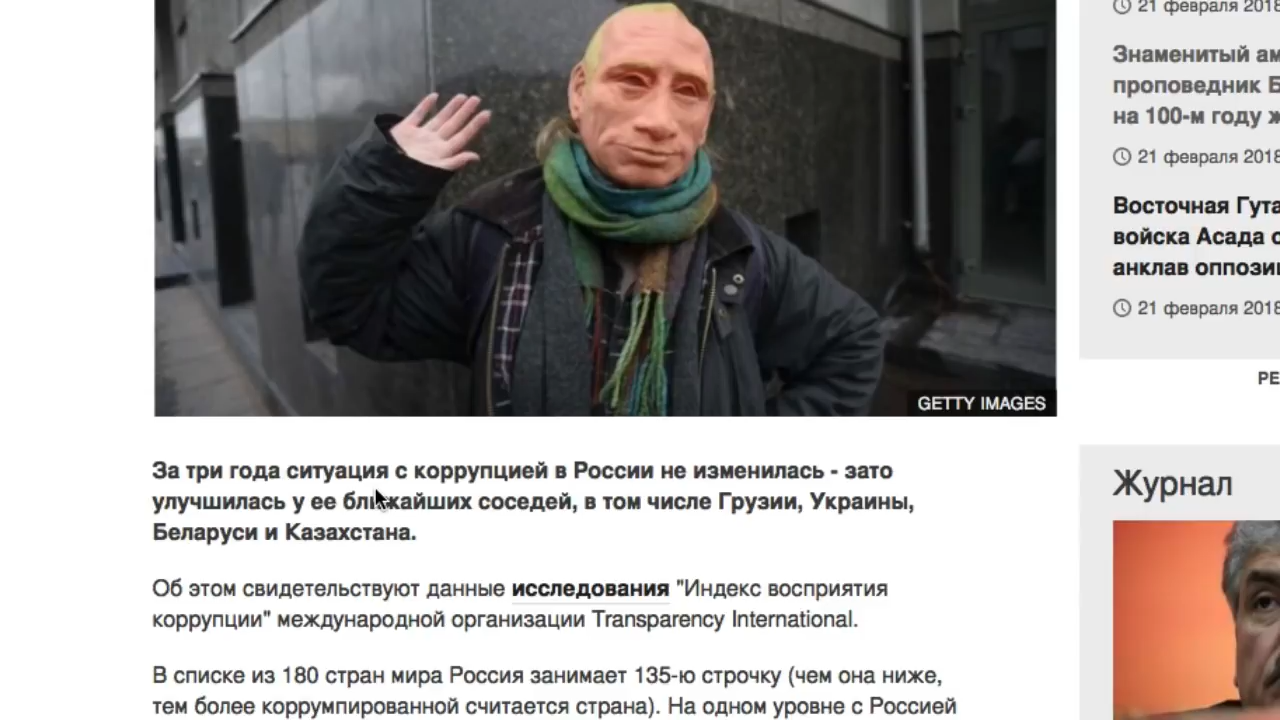 GETTY IMAGES
За три года ситуация с коррупцией в России не изменилась - зато
улучшилась у ее ближайших соседей, в том числе Грузии, Украины,
Беларуси и Казахстана.
Об этом свидетельствуют данные исследования "Индекс восприятия
коррупции" международной организации Transparency International.
В списке из 180 стран мира Россия занимает 135-ю строчку (чем она ниже,
тем более коррумпированной считается страна). На одном уровне с Россией
21 февраля 2018
Знаменитый ам
проповедник Б
на 100-м году ж
21 февраля 2018
Восточная Гута
войска Асада о
анклав оппози
21 февраля 2018
РЕ
Журнал